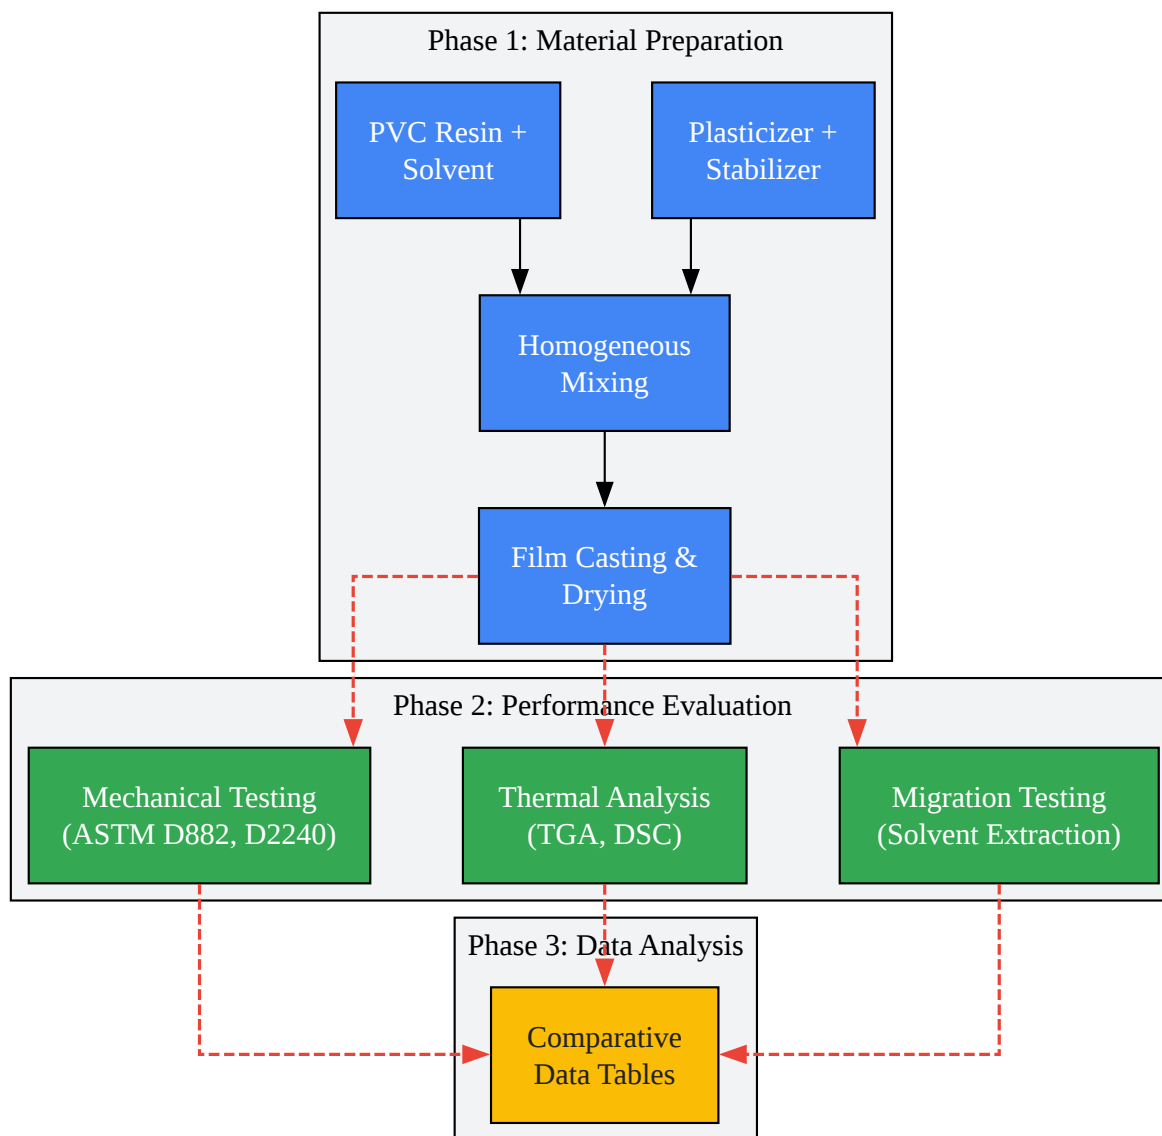 Phase 1: Material Preparation
PVC Resin +
Solvent
Plasticizer +
Stabilizer
Homogeneous
Mixing
Film Casting &
Drying
Phase 2: Performance Evaluation
Mechanical Testing
(ASTM D882, D2240)
Thermal Analysis
(TGA, DSC)
Migration Testing
(Solvent Extraction)
Phase 3: Data Analysis
Comparative
Data Tables